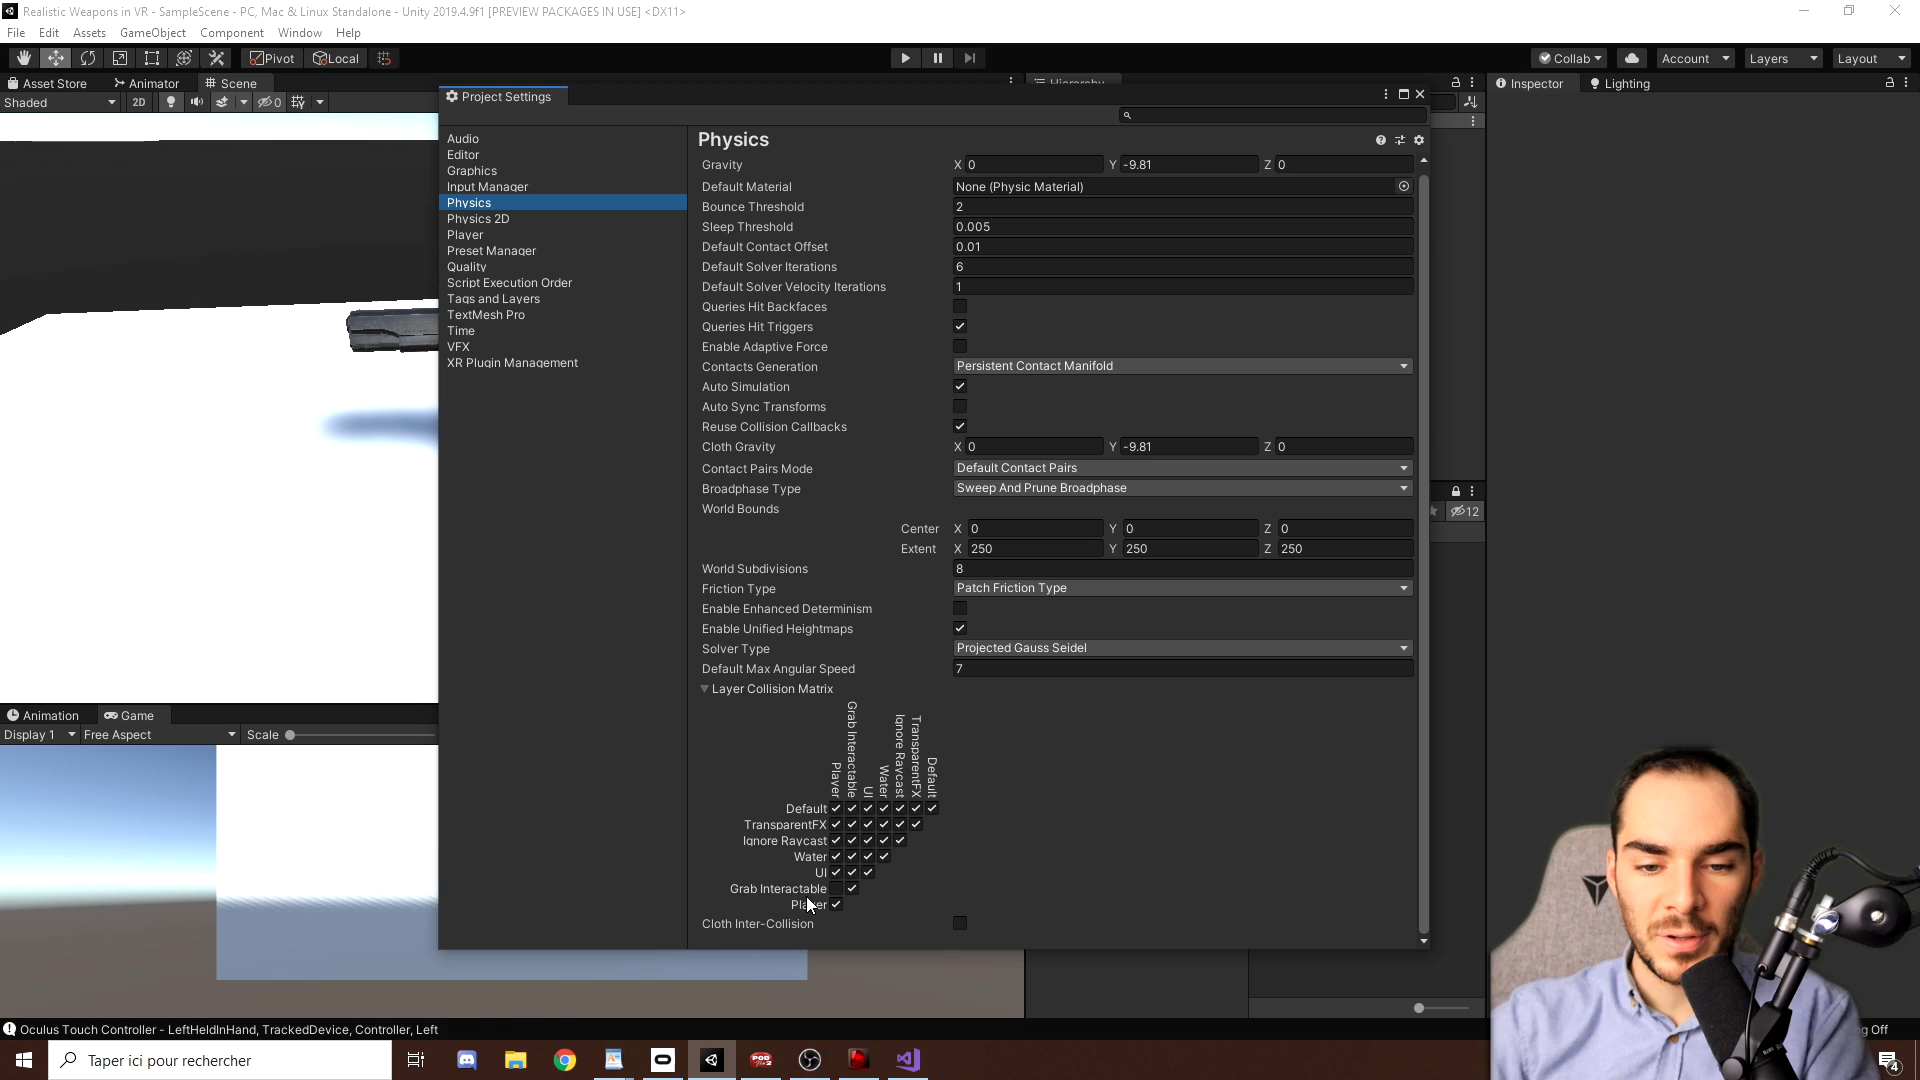 Realistic Weapons in VR - SampleScene - PC, Mac & Linux Standalone - Unity 2019.4.9f1 [PREVIEW PACKAGES IN USE] <DX11>
File Edit Assets GameObject Component Window Help
Pivot Local Collab Account Layers Layout
Asset Store Animator Scene Hierarchy Inspector Lighting
Shaded 2D 0
Project Settings
Audio
Editor
Graphics
Input Manager
Physics
Physics 2D
Player
Preset Manager
Quality
Script Execution Order
Tags and Layers
TextMesh Pro
Time
VFX
XR Plugin Management
Physics
Gravity X 0 Y -9.81 Z 0
Default Material None (Physic Material)
Bounce Threshold 2
Sleep Threshold 0.005
Default Contact Offset 0.01
Default Solver Iterations 6
Default Solver Velocity Iterations 1
Queries Hit Backfaces
Queries Hit Triggers
Enable Adaptive Force
Contacts Generation Persistent Contact Manifold
Auto Simulation
Auto Sync Transforms
Reuse Collision Callbacks
Cloth Gravity X 0 Y -9.81 Z 0
Contact Pairs Mode Default Contact Pairs
Broadphase Type Sweep And Prune Broadphase
World Bounds
Center X 0 Y 0 Z 0
Extent X 250 Y 250 Z 250
World Subdivisions 8
Friction Type Patch Friction Type
Enable Enhanced Determinism
Enable Unified Heightmaps
Solver Type Projected Gauss Seidel
Default Max Angular Speed 7
Layer Collision Matrix
Player Grab Interactable UI Water Ignore Raycast TransparentFX Default
Default
TransparentFX
Ignore Raycast
Water
UI
Grab Interactable
Player
Cloth Inter-Collision
12
Animation Game
Display 1 Free Aspect Scale
Oculus Touch Controller - LeftHeldInHand, TrackedDevice, Controller, Left
Off
Taper ici pour rechercher
4